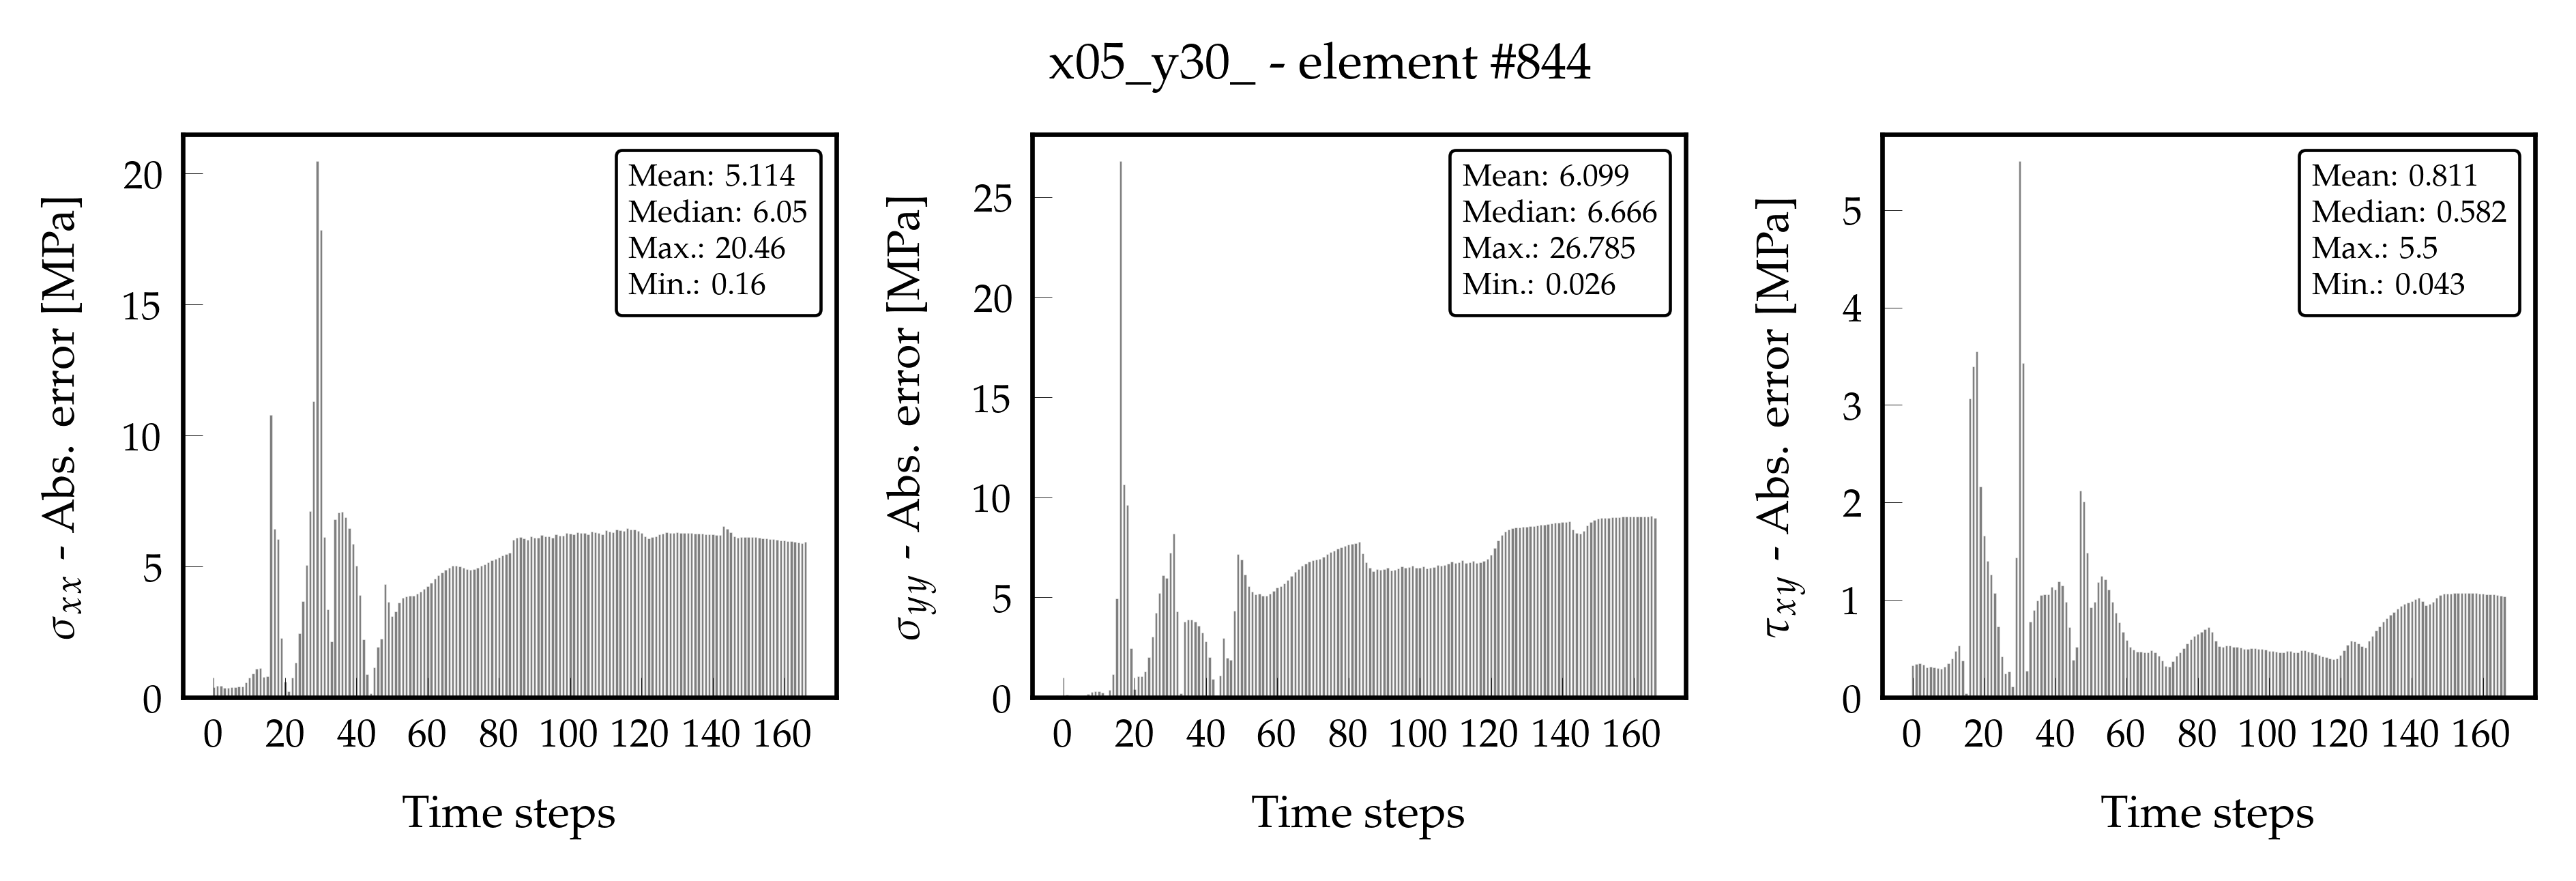 x05_y30_ - element #844
σxx - Abs. error [MPa]
20
15
10
5
0
Mean: 5.114
Median: 6.05
Max.: 20.46
Min.: 0.16
0 20 40 60 80 100 120 140 160
Time steps
σyy - Abs. error [MPa]
25
20
15
10
5
0
Mean: 6.099
Median: 6.666
Max.: 26.785
Min.: 0.026
0 20 40 60 80 100 120 140 160
Time steps
τxy - Abs. error [MPa]
5
4
3
2
1
0
Mean: 0.811
Median: 0.582
Max.: 5.5
Min.: 0.043
0 20 40 60 80 100 120 140 160
Time steps